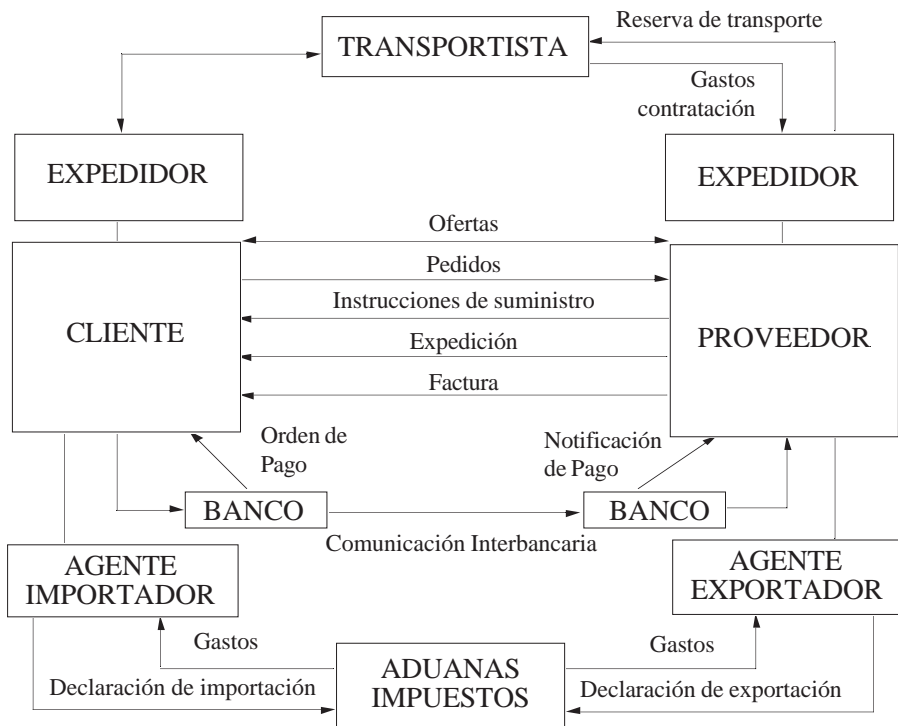 Reserva de transporte
TRANSPORTISTA
Gastos
contratación
EXPEDIDOR
EXPEDIDOR
Ofertas
Pedidos
Instrucciones de suministro
CLIENTE
PROVEEDOR
Expedición
Factura
Orden de
Pago
Notificación
de Pago
BANCO
BANCO
Comunicación Interbancaria
AGENTE
IMPORTADOR
AGENTE
EXPORTADOR
Gastos
Gastos
ADUANAS
IMPUESTOS
Declaración de importación
Declaración de exportación